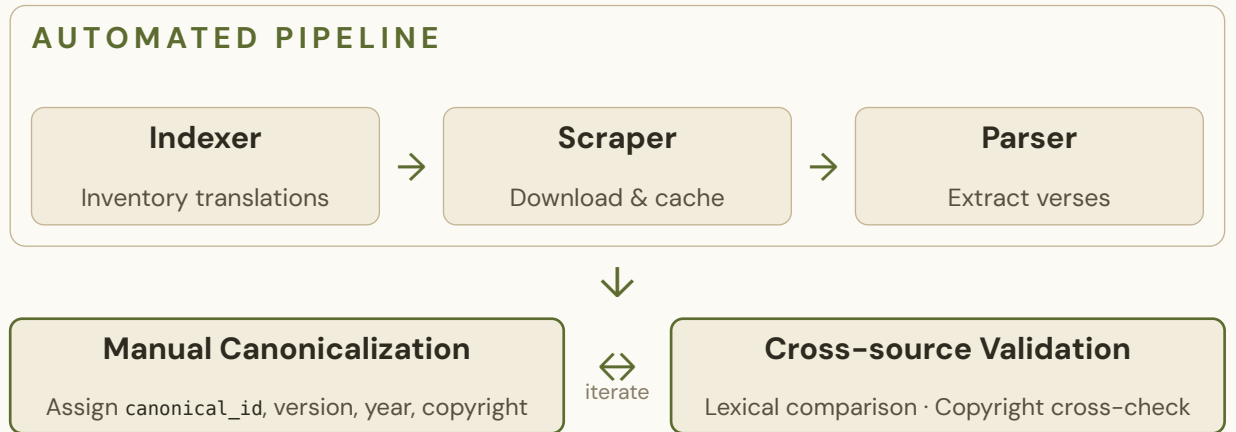 AUTOMATED PIPELINE
Indexer
Inventory translations
→
Scraper
Download & cache
→
Parser
Extract verses
↓
Manual Canonicalization
Assign canonical_id, version, year, copyright
↔
iterate
Cross-source Validation
Lexical comparison · Copyright cross-check